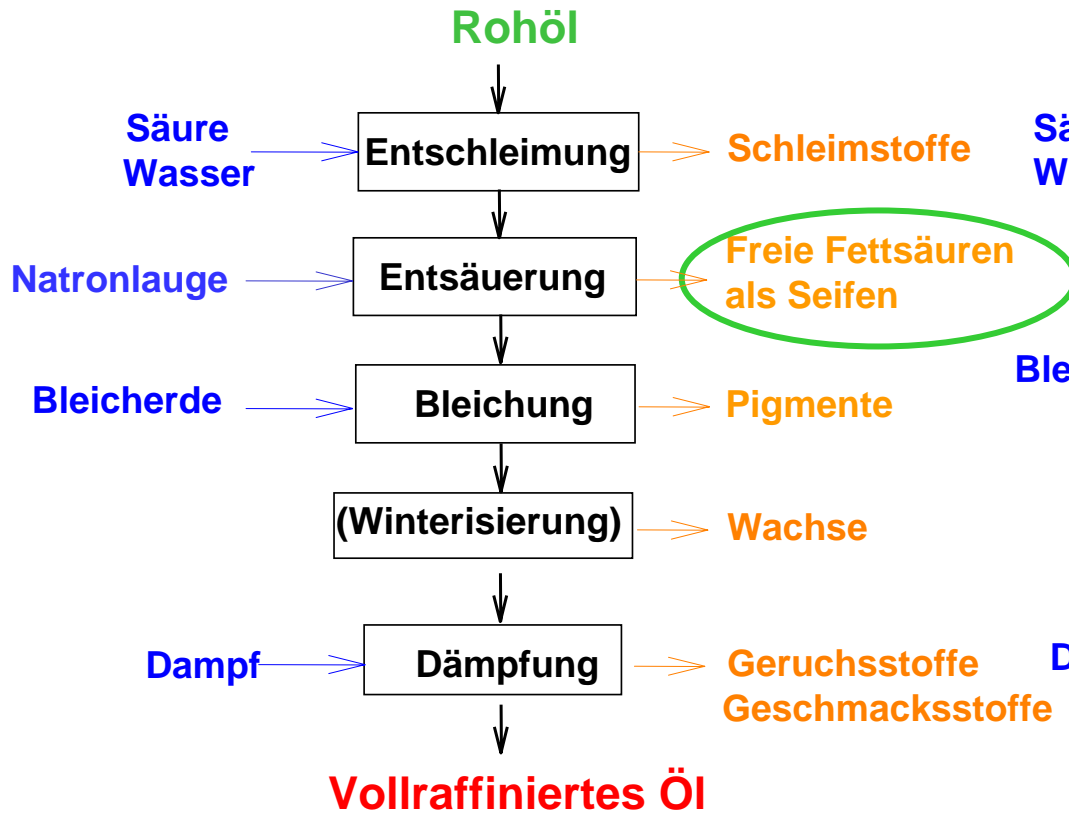 Rohöl
Säure
Wasser
Entschleimung
Schleimstoffe
Natronlauge
Entsäuerung
Freie Fettsäuren
als Seifen
Bleicherde
Bleichung
Pigmente
(Winterisierung)
Wachse
Dampf
Dämpfung
Geruchsstoffe
Geschmacksstoffe
Vollraffiniertes Öl